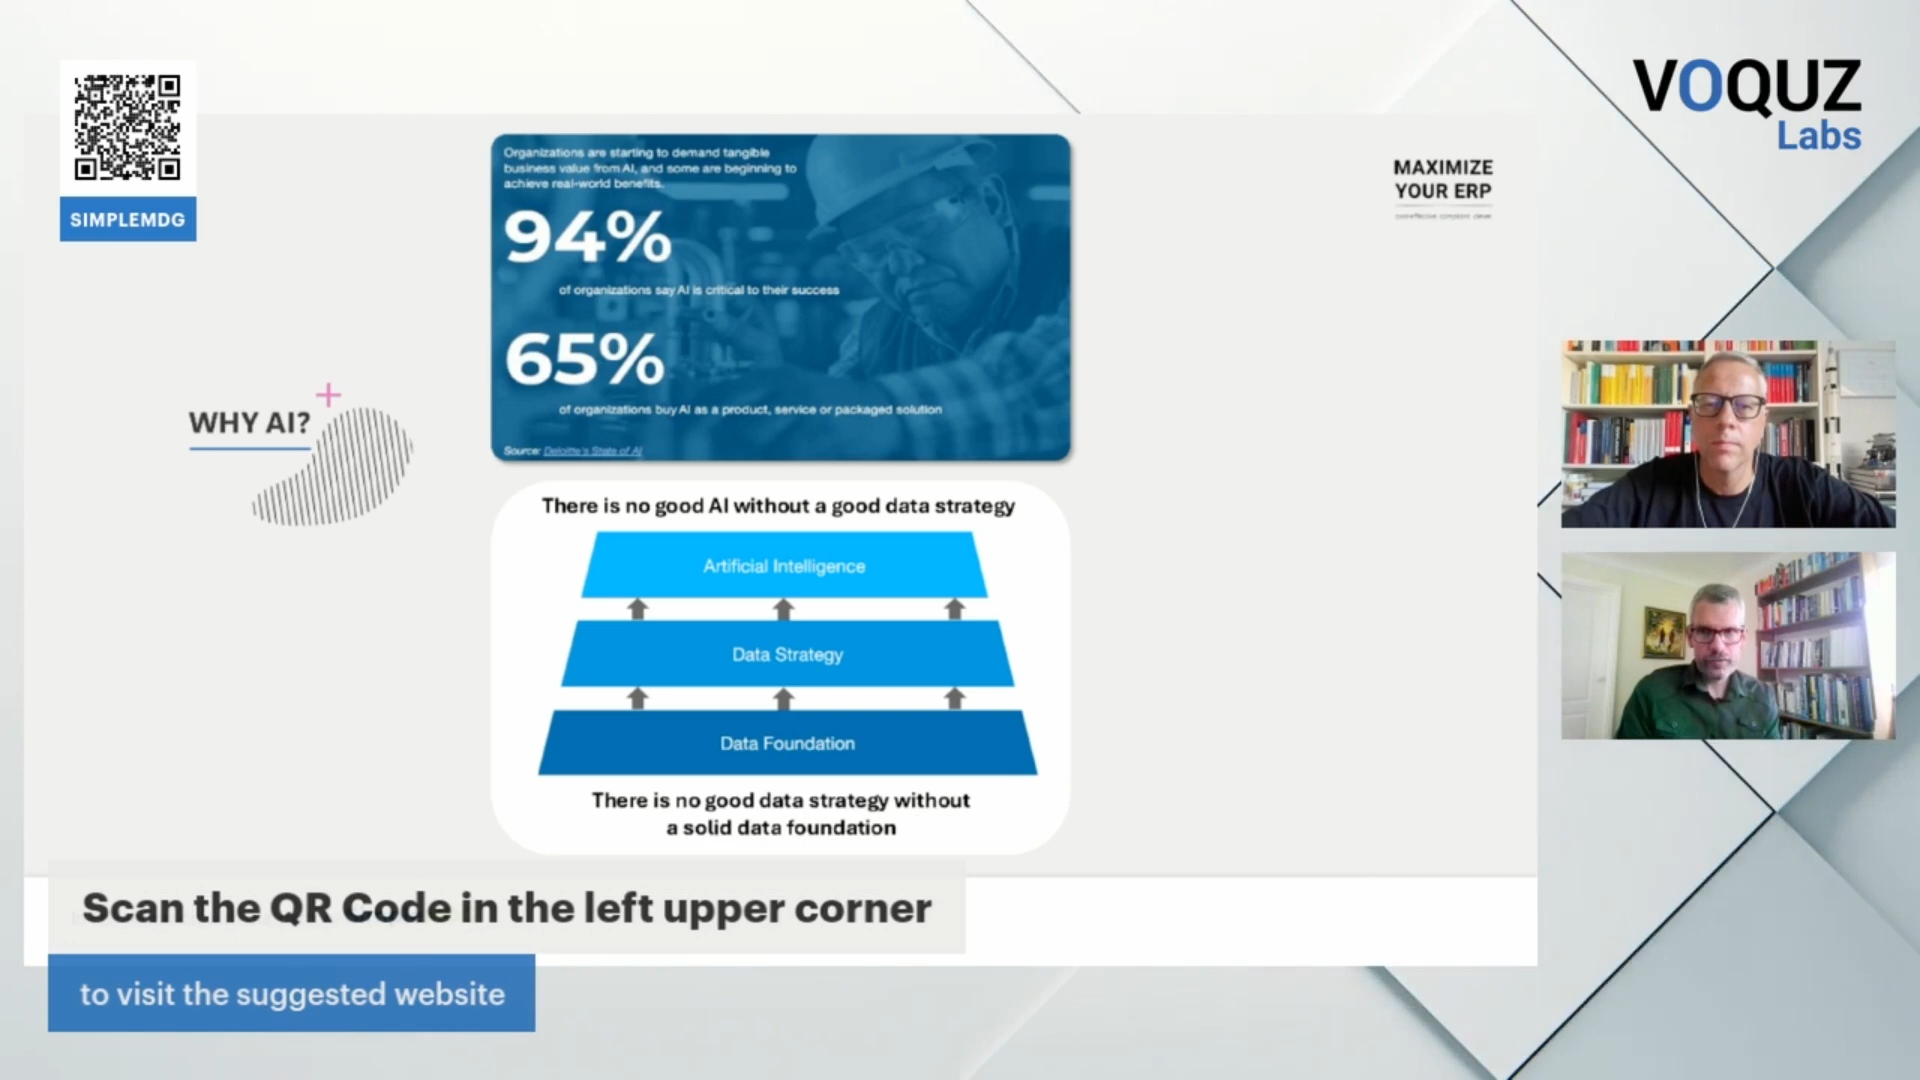 SIMPLEMDG
VOQUZ
Labs
MAXIMIZE
YOUR ERP
WHY AI?
Organizations are starting to demand tangible
business value from AI, and some are beginning to
achieve real-world benefits.
94%
of organizations say AI is critical to their success
65%
of organizations buy AI as a product, service or packaged solution
Source: Deloitte's State of AI
There is no good AI without a good data strategy
Artificial Intelligence
Data Strategy
Data Foundation
There is no good data strategy without
a solid data foundation
Scan the QR Code in the left upper corner
to visit the suggested website